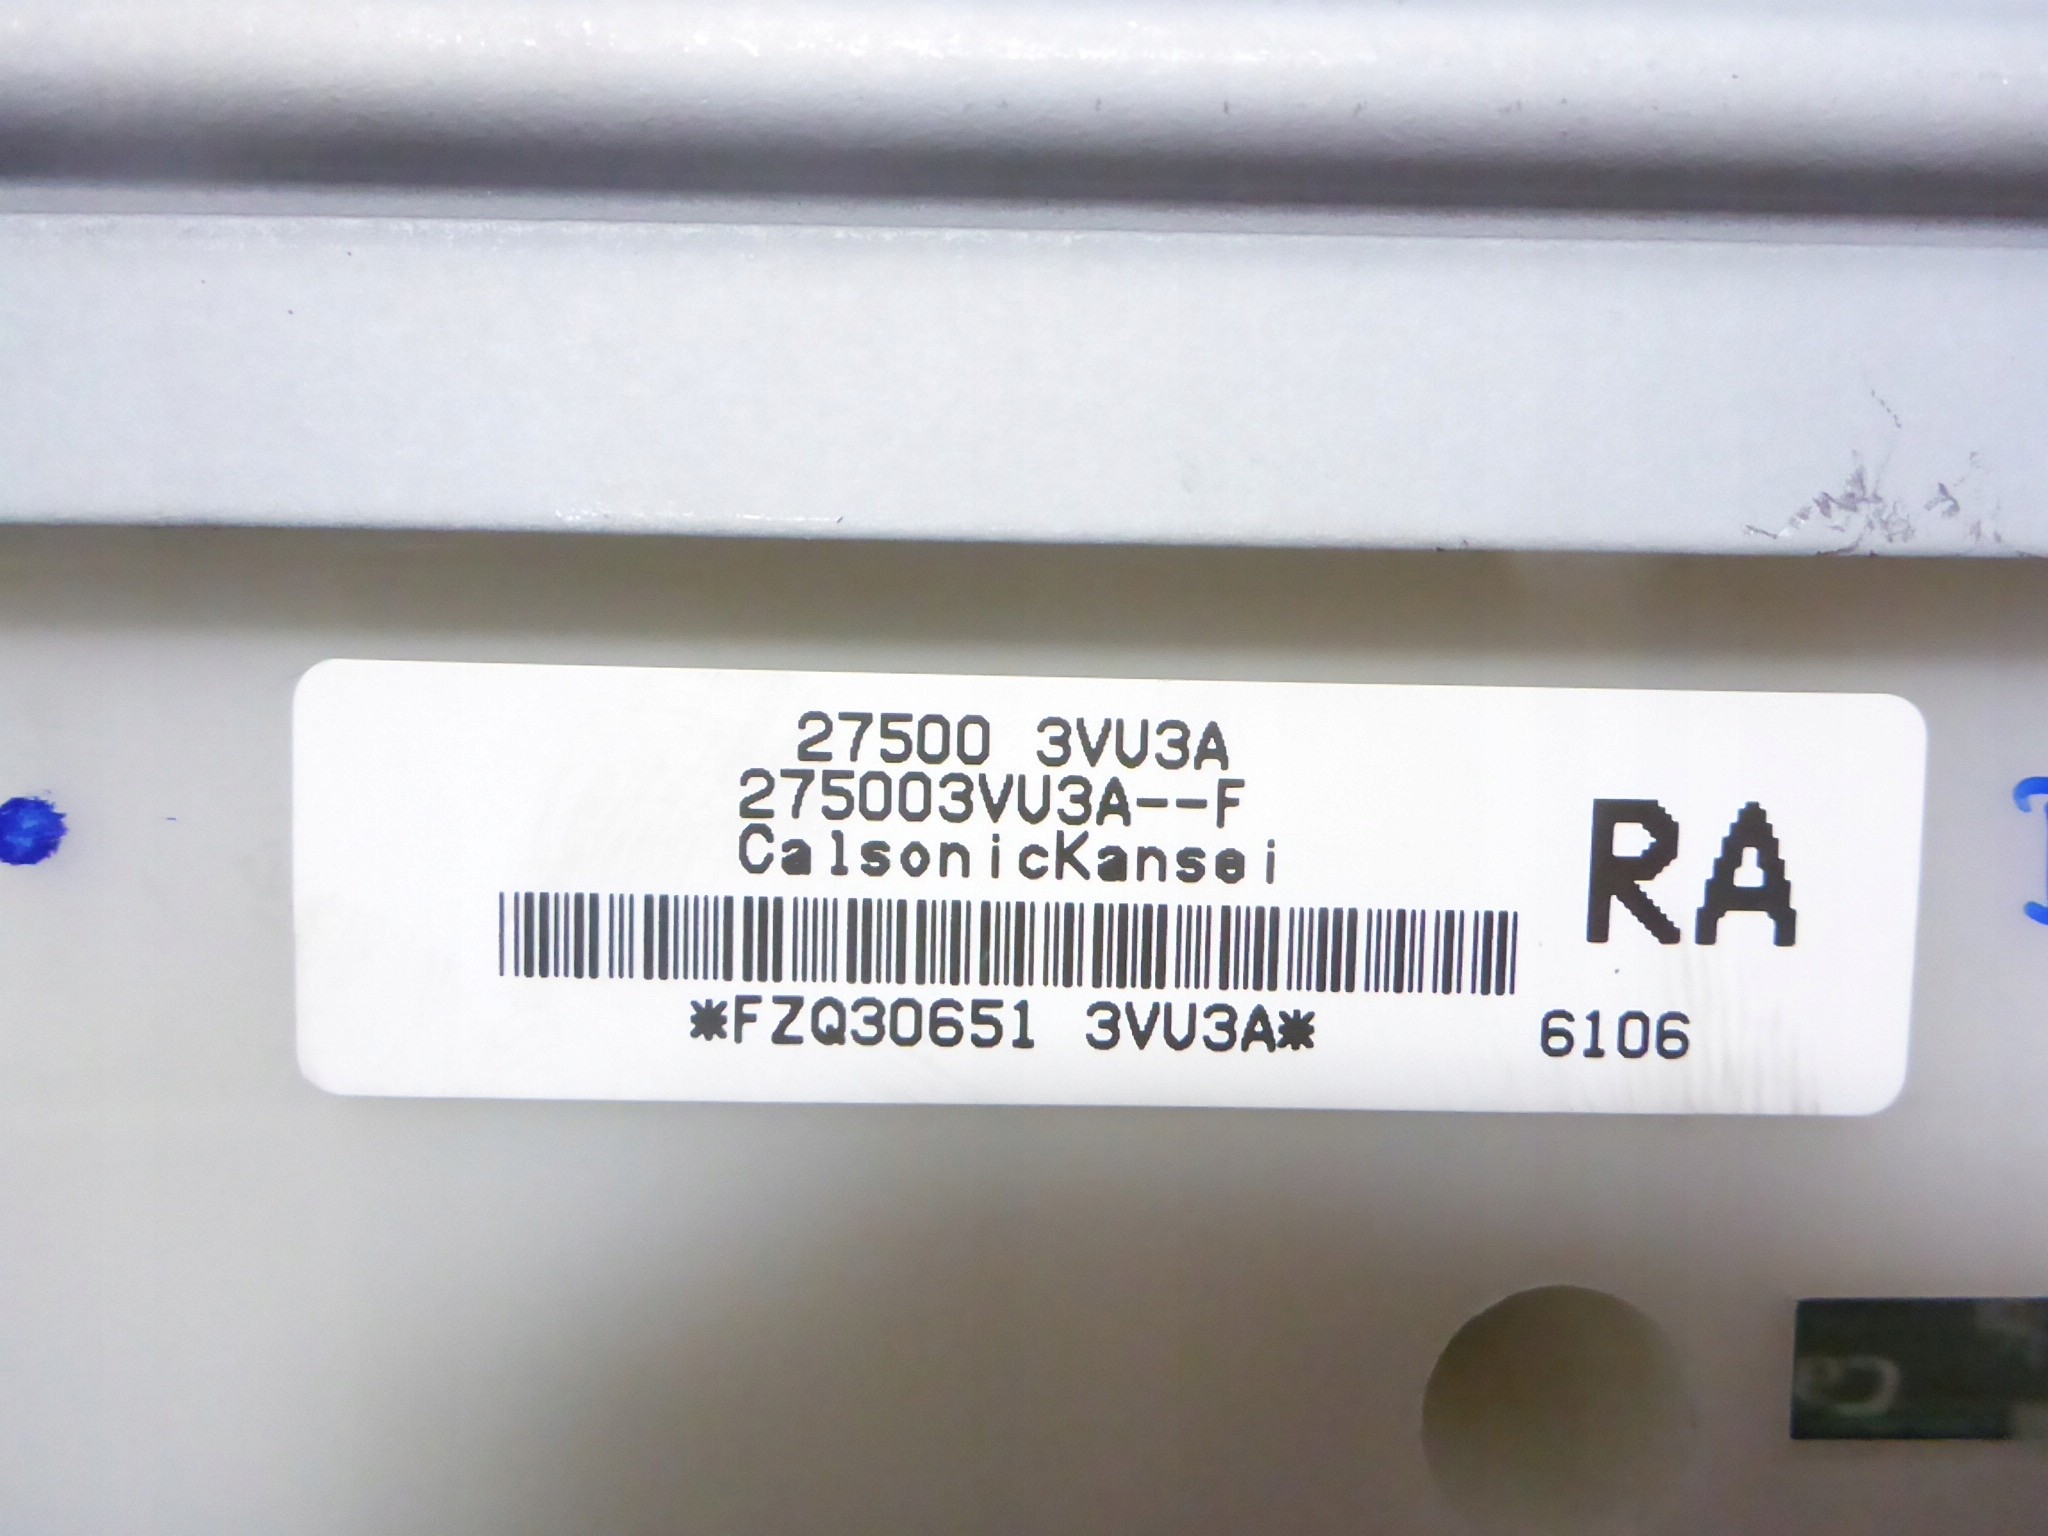 27500 3VU3A
275003VU3A--F
CalsonicKansei
RA
*FZQ30651 3VU3A*
6106